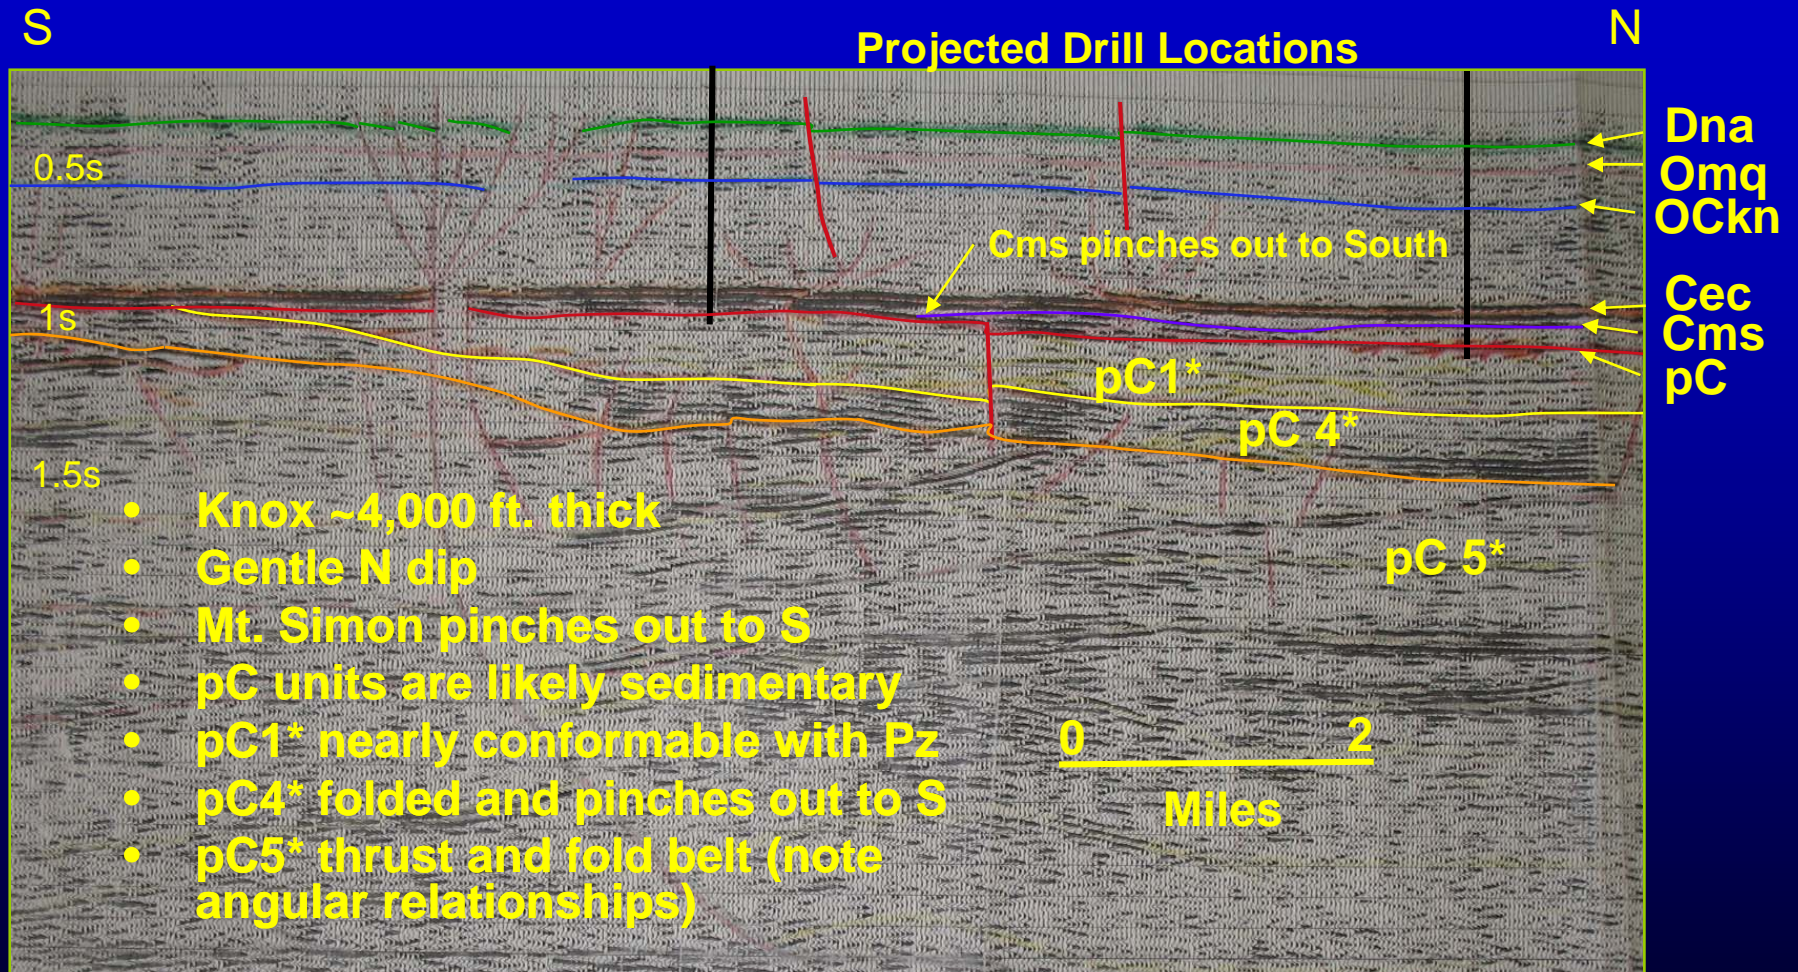 S
N
Projected Drill Locations
Dna
0.5s
Omq
OCkn
Cms pinches out to South
Cec
1s
Cms
pC1*
pC
pC 4*
1.5s
• Knox ~4,000 ft. thick
pC 5*
• Gentle N dip
• Mt. Simon pinches out to S
• pC units are likely sedimentary
• pC1* nearly conformable with Pz
0 2
Miles
• pC4* folded and pinches out to S
• pC5* thrust and fold belt (note
angular relationships)